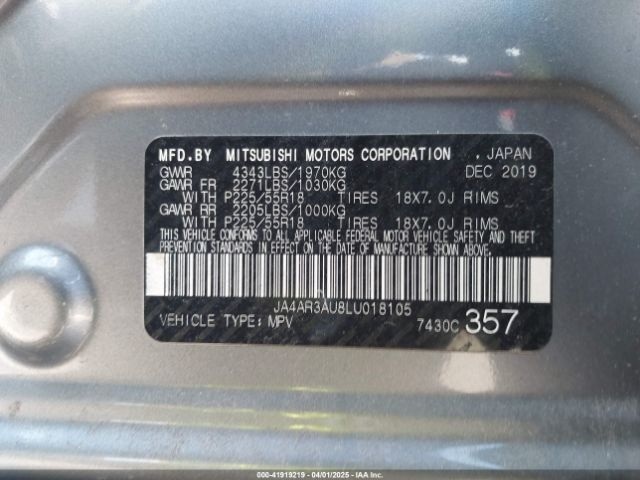 MFD.BY MITSUBISHI MOTORS CORPORATION , JAPAN
GVWR 4343LBS/1970KG DEC 2019
GAWR FR 2271LBS/1030KG
WITH P225/55R18 TIRES 18X7.0J RIMS
GAWR RR 2205LBS/1000KG
WITH P225/55R18 TIRES 18X7.0J RIMS
THIS VEHICLE CONFORMS TO ALL APPLICABLE FEDERAL MOTOR VEHICLE SAFETY AND THEFT
PREVENTION STANDARDS IN EFFECT ON THE DATE OF MANUFACTURE SHOWN ABOVE.
JA4AR3AU8LU018105
VEHICLE TYPE:MPV 7430C 357
000-41919219 - 04/01/2025 - IAA Inc.